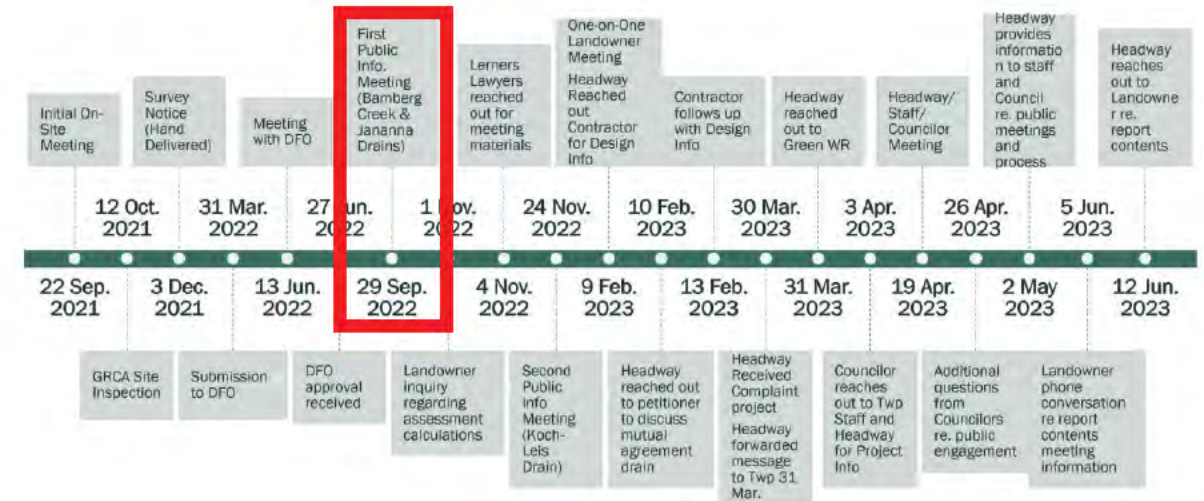 Initial On-
Site
Meeting
Survey
Notice
(Hand
Delivered)
Meeting
with DFO
First
Public
Info.
Meeting
(Bamberg
Creek &
Jananna
Drains)
Lerners
Lawyers
reached
out for
meeting
materials
One-on-One
Landowner
Meeting
Headway
Reached
out
Contractor
for Design
Info
Contractor
follows up
with Design
Info
Headway
reached
out to
Green WR
Headway/
Staff/
Councilor
Meeting
Headway
provides
informatio
n to staff
and
Council
re. public
meetings
and
process
Headway
reaches
out to
Landowne
r re.
report
contents
12 Oct.
2021
31 Mar.
2022
27 Jun.
2022
1 Nov.
2022
24 Nov.
2022
10 Feb.
2023
30 Mar.
2023
3 Apr.
2023
26 Apr.
2023
5 Jun.
2023
22 Sep.
2021
3 Dec.
2021
13 Jun.
2022
29 Sep.
2022
4 Nov.
2022
9 Feb.
2023
13 Feb.
2023
31 Mar.
2023
19 Apr.
2023
2 May
2023
12 Jun.
2023
GRCA Site
Inspection
Submission
to DFO
DFO
approval
received
Landowner
inquiry
regarding
assessment
calculations
Second
Public
Info
Meeting
(Koch-
Leis
Drain)
Headway
reached out
to petitioner
to discuss
mutual
agreement
drain
Headway
Received
Complaint
project
Headway
forwarded
message
to Twp 31
Mar.
Councilor
reaches
out to Twp
Staff and
Headway
for Project
Info
Additional
questions
from
Councilors
re. public
engagement
Landowner
phone
conversation
re report
contents
meeting
information